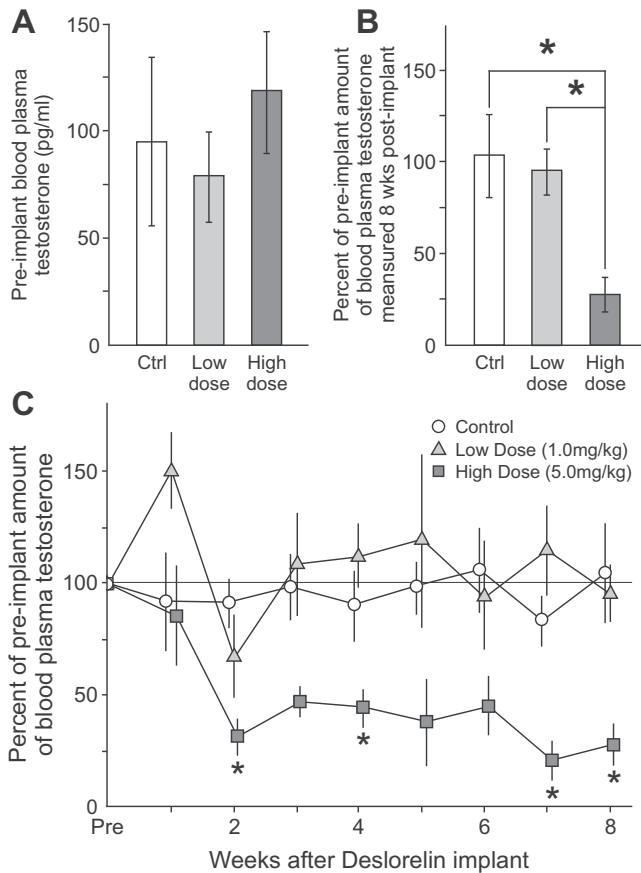 A
Pre-implant blood plasma
testosterone (pg/ml)
150
100
50
0
Ctrl
Low
dose
High
dose
B
Percent of pre-implant amount
of blood plasma testosterone
meansured 8 wks post-implant
150
100
50
0
*
*
Ctrl
Low
dose
High
dose
C
Percent of pre-implant amount
of blood plasma testosterone
150
100
50
0
Control
Low Dose (1.0mg/kg)
High Dose (5.0mg/kg)
*
*
*
*
Pre
2
4
6
8
Weeks after Deslorelin implant